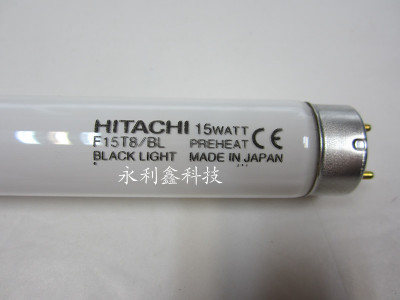 HITACHI 15WATT
F15T8/BL PREHEAT CE
BLACK LIGHT MADE IN JAPAN
永利鑫科技